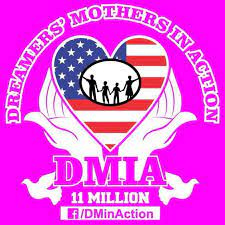 DREAMERS' MOTHERS IN ACTION
DMIA
11 MILLION
f/DMinAction